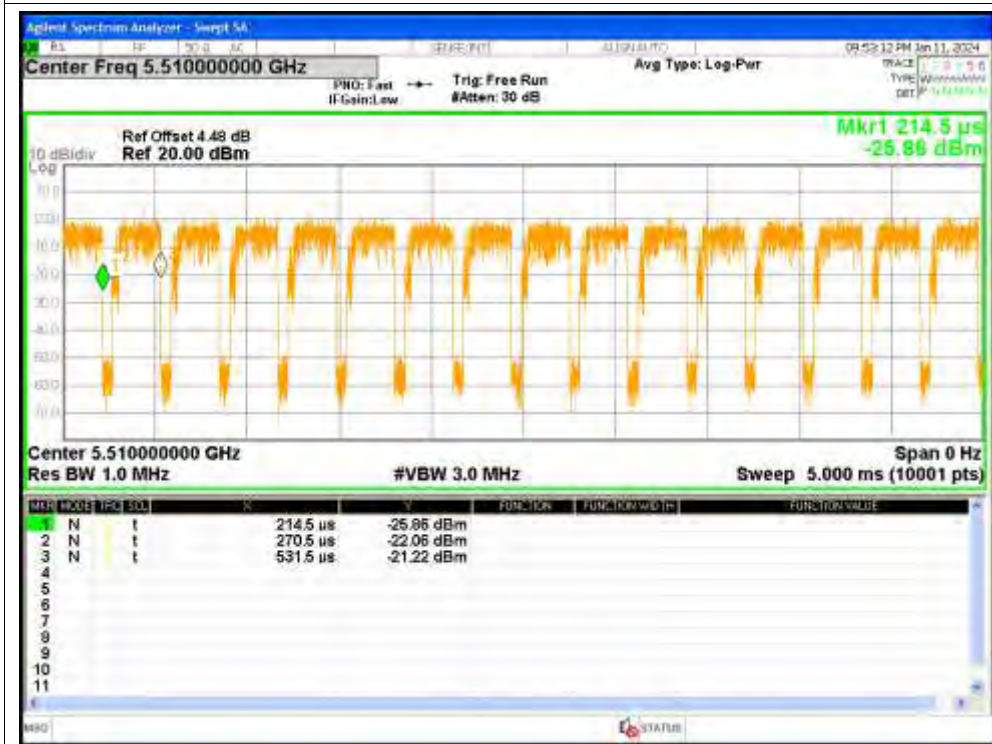 Agilent Spectrum Analyzer - Swept SA
RF 50 Ω AC SENSE:INT ALIGN AUTO 09:53:12 PM Jan 11, 2024
Center Freq 5.510000000 GHz
PNO: Fast
IFGain:Low
Trig: Free Run
#Atten: 30 dB
Avg Type: Log-Pwr
TRACE
TYPE
DET
Mkr1 214.5 µs
-25.86 dBm
Ref Offset 4.48 dB
10 dB/div Ref 20.00 dBm
Log
Center 5.510000000 GHz Span 0 Hz
Res BW 1.0 MHz #VBW 3.0 MHz Sweep 5.000 ms (10001 pts)
MKR MODE TRC SCL X Y FUNCTION FUNCTION WIDTH FUNCTION VALUE
1 N t 214.5 µs -25.86 dBm
2 N t 270.5 µs -22.06 dBm
3 N t 531.5 µs -21.22 dBm
4
5
6
7
8
9
10
11
MSG STATUS